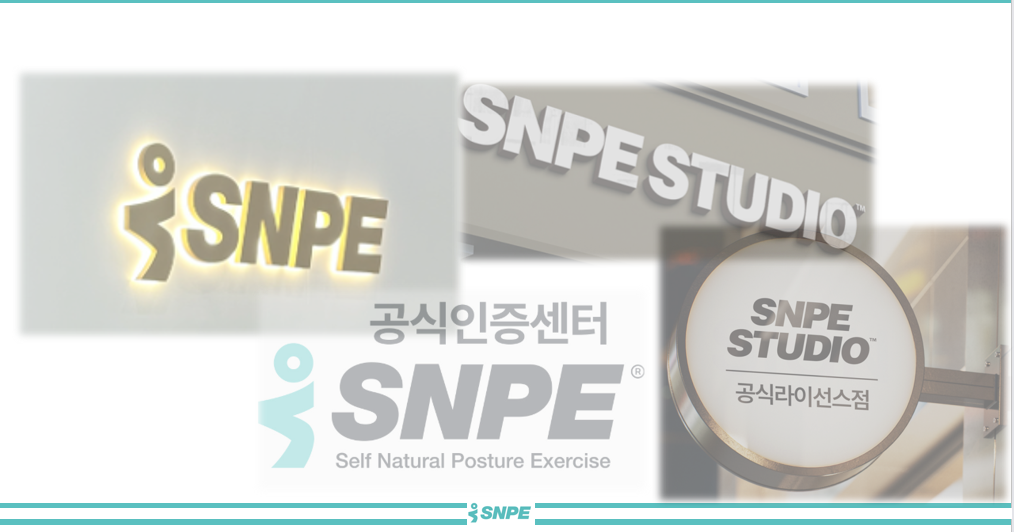 SNPE
SNPE STUDIO™
공식인증센터
SNPE®
Self Natural Posture Exercise
SNPE
STUDIO™
공식라이선스점
SNPE